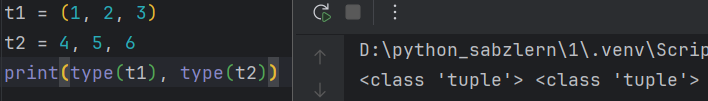 t1 = (1, 2, 3)
t2 = 4, 5, 6
print(type(t1), type(t2))
D:\python_sabzlern\1\.venv\Scrip
<class 'tuple'> <class 'tuple'>